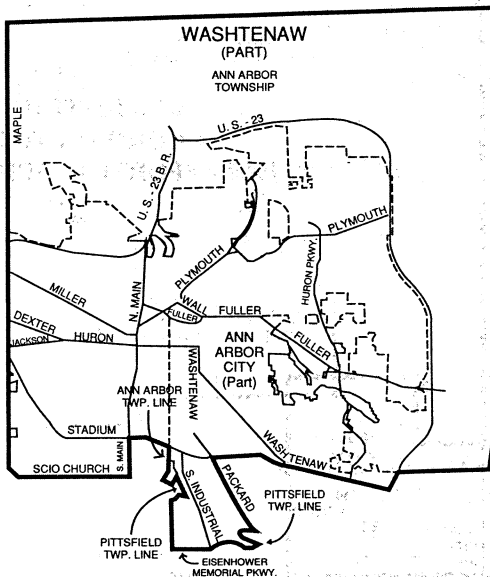 WASHTENAW
(PART)
ANN ARBOR
TOWNSHIP
MAPLE
U. S. - 23
U. S. - 23 B. R.
PLYMOUTH
PLYMOUTH
HURON PKWY.
MILLER
N. MAIN
WALL
FULLER
FULLER
FULLER
DEXTER
HURON
JACKSON
ANN
ARBOR
CITY
(Part)
WASHTENAW
ANN ARBOR
TWP. LINE
STADIUM
S. MAIN
WASHTENAW
SCIO CHURCH
PACKARD
S. INDUSTRIAL
PITTSFIELD
TWP. LINE
PITTSFIELD
TWP. LINE
EISENHOWER
MEMORIAL PKWY.